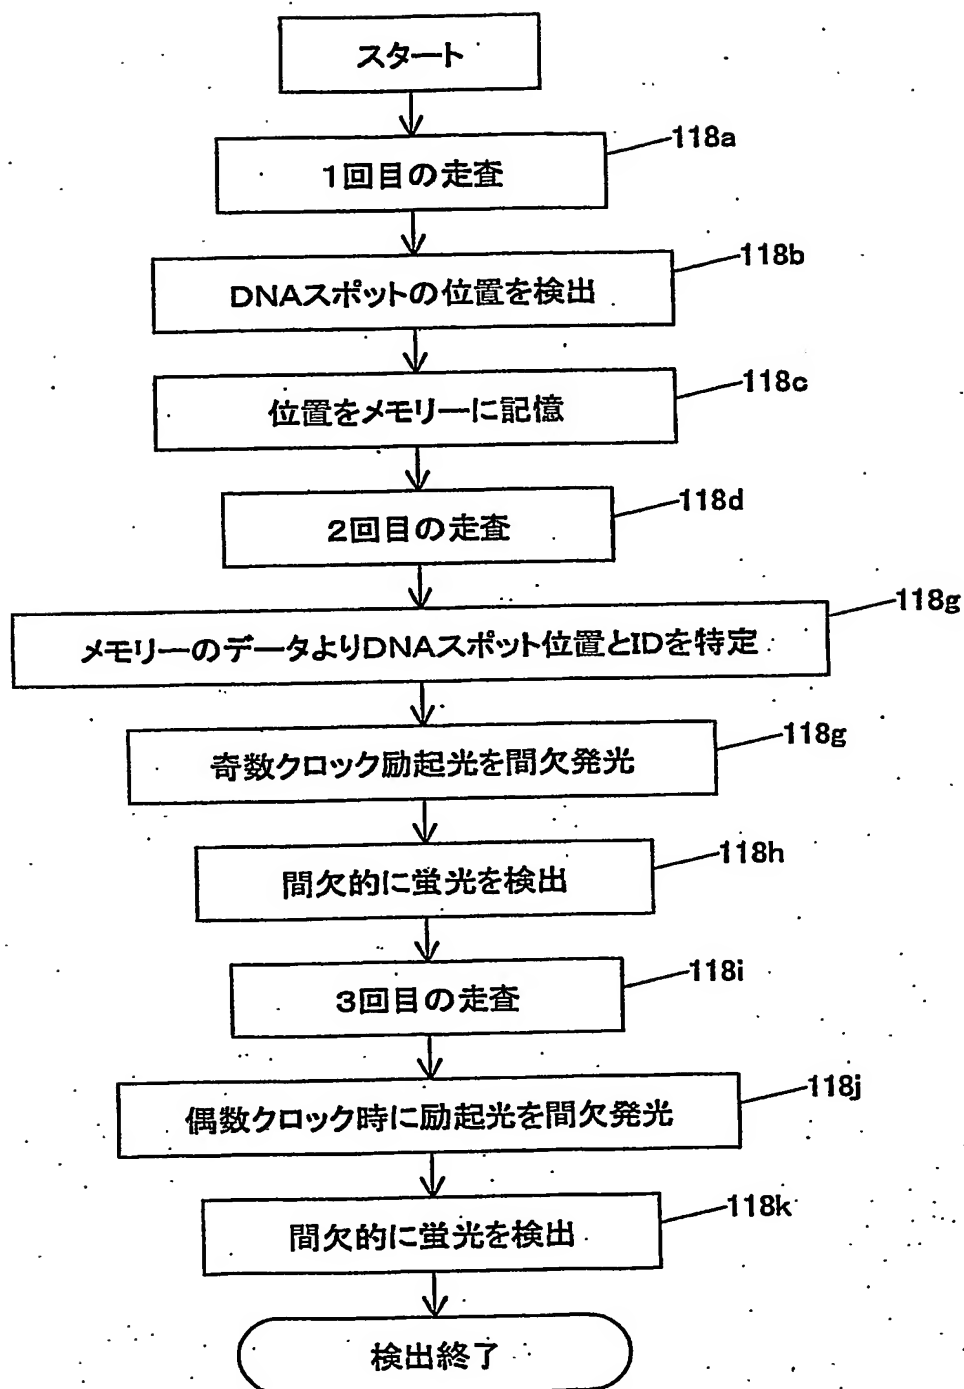 スタート
118a
1回目の走査
118b
DNAスポットの位置を検出
118c
位置をメモリーに記憶
118d
2回目の走査
118g
メモリーのデータよりDNAスポット位置とIDを特定
118g
奇数クロック励起光を間欠発光
118h
間欠的に蛍光を検出
118i
3回目の走査
118j
偶数クロック時に励起光を間欠発光
118k
間欠的に蛍光を検出
検出終了